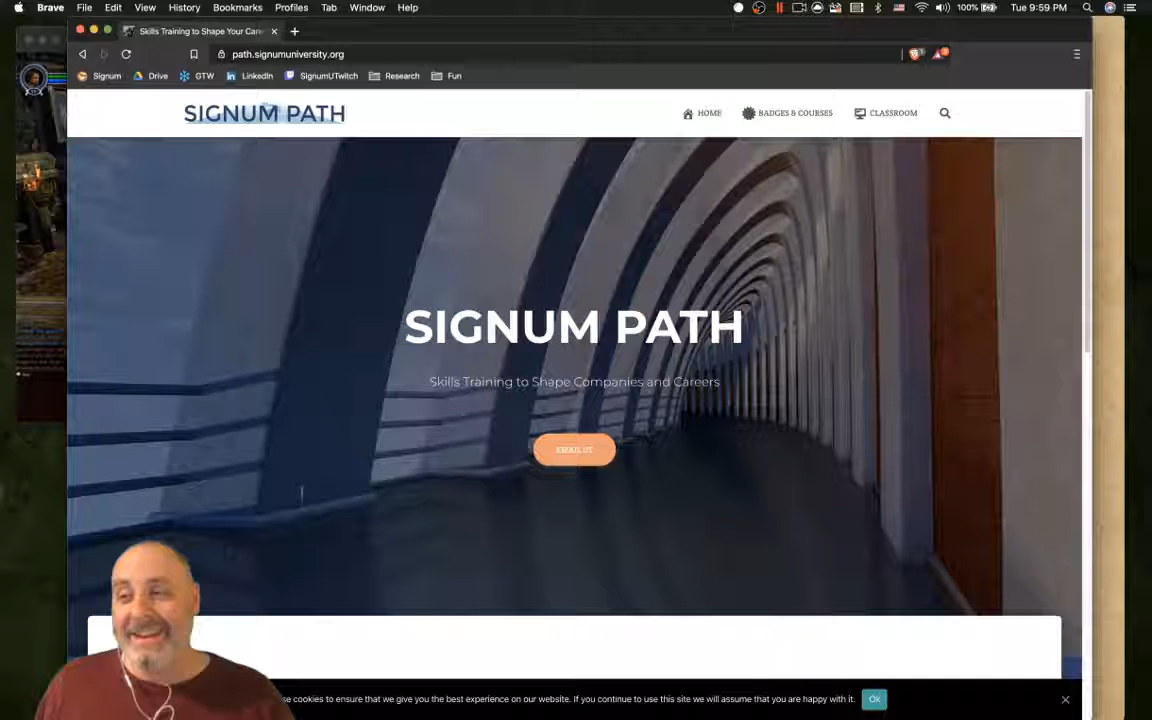 Brave File Edit View History Bookmarks Profiles Tab Window Help 100% Tue 9:59 PM
Skills Training to Shape Your Care
path.signumuniversity.org
Signum Drive GTW LinkedIn SignumUTwitch Research Fun
SIGNUM PATH HOME BADGES & COURSES CLASSROOM
SIGNUM PATH
Skills Training to Shape Companies and Careers
EMAIL US
se cookies to ensure that we give you the best experience on our website. If you continue to use this site we will assume that you are happy with it. Ok